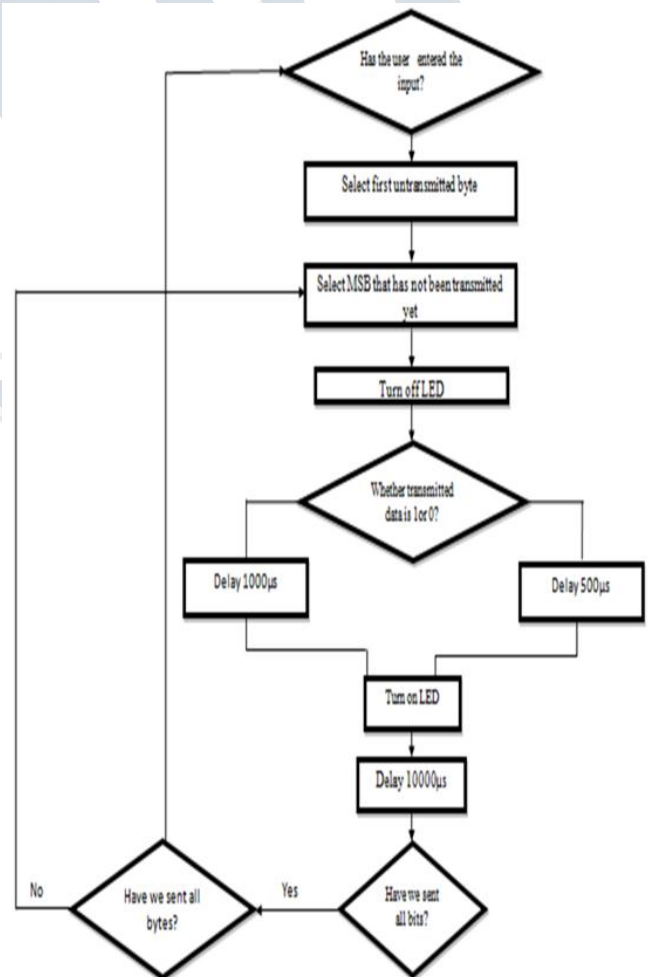 Has the user entered the
input?
Select first untransmitted byte
Select MSB that has not been transmitted
yet
Turn off LED
Whether transmitted
data is 1or 0?
Delay 1000µs
Delay 500µs
Turn on LED
Delay 10000µs
Have we sent
all bits?
Yes
Have we sent all
bytes?
No